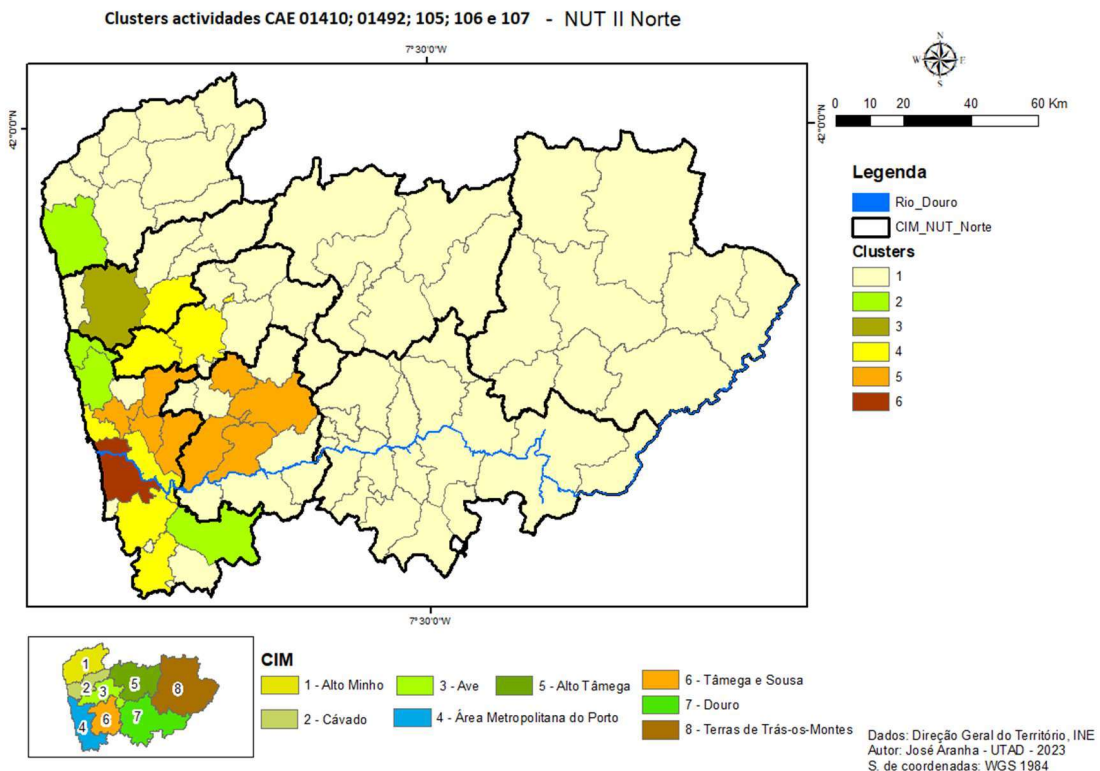 Clusters actividades CAE 01410; 01492; 105; 106 e 107 - NUT II Norte
7°30'0"W
N
W E
S
42°0'0"N
42°0'0"N
0 10 20 40 60 Km
Legenda
Rio_Douro
CIM_NUT_Norte
Clusters
1
2
3
4
5
6
7°30'0"W
1
2
3
4
5
6
7
8
CIM
1 - Alto Minho
3 - Ave
5 - Alto Tâmega
6 - Tâmega e Sousa
2 - Cávado
4 - Área Metropolitana do Porto
7 - Douro
8 - Terras de Trás-os-Montes
Dados: Direção Geral do Território, INE
Autor: José Aranha - UTAD - 2023
S. de coordenadas: WGS 1984